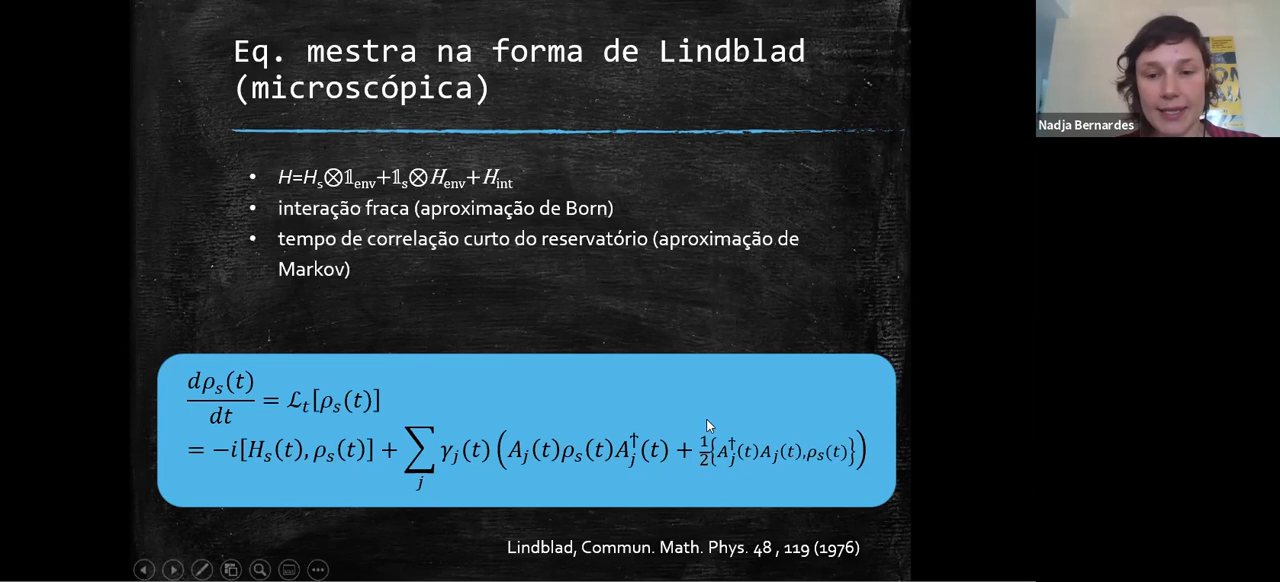 Eq. mestra na forma de Lindblad
(microscópica)
Nadja Bernardes
• H=Hₛ⊗𝟙ₑₙᵥ+𝟙ₛ⊗Hₑₙᵥ+Hᵢₙₜ
• interação fraca (aproximação de Born)
• tempo de correlação curto do reservatório (aproximação de
Markov)
dρₛ(t)/dt = ℒₜ[ρₛ(t)]
= −i[Hₛ(t), ρₛ(t)] + ∑ⱼ γⱼ(t) (Aⱼ(t)ρₛ(t)Aⱼ†(t) + ½{Aⱼ†(t)Aⱼ(t),ρₛ(t)})
Lindblad, Commun. Math. Phys. 48 , 119 (1976)